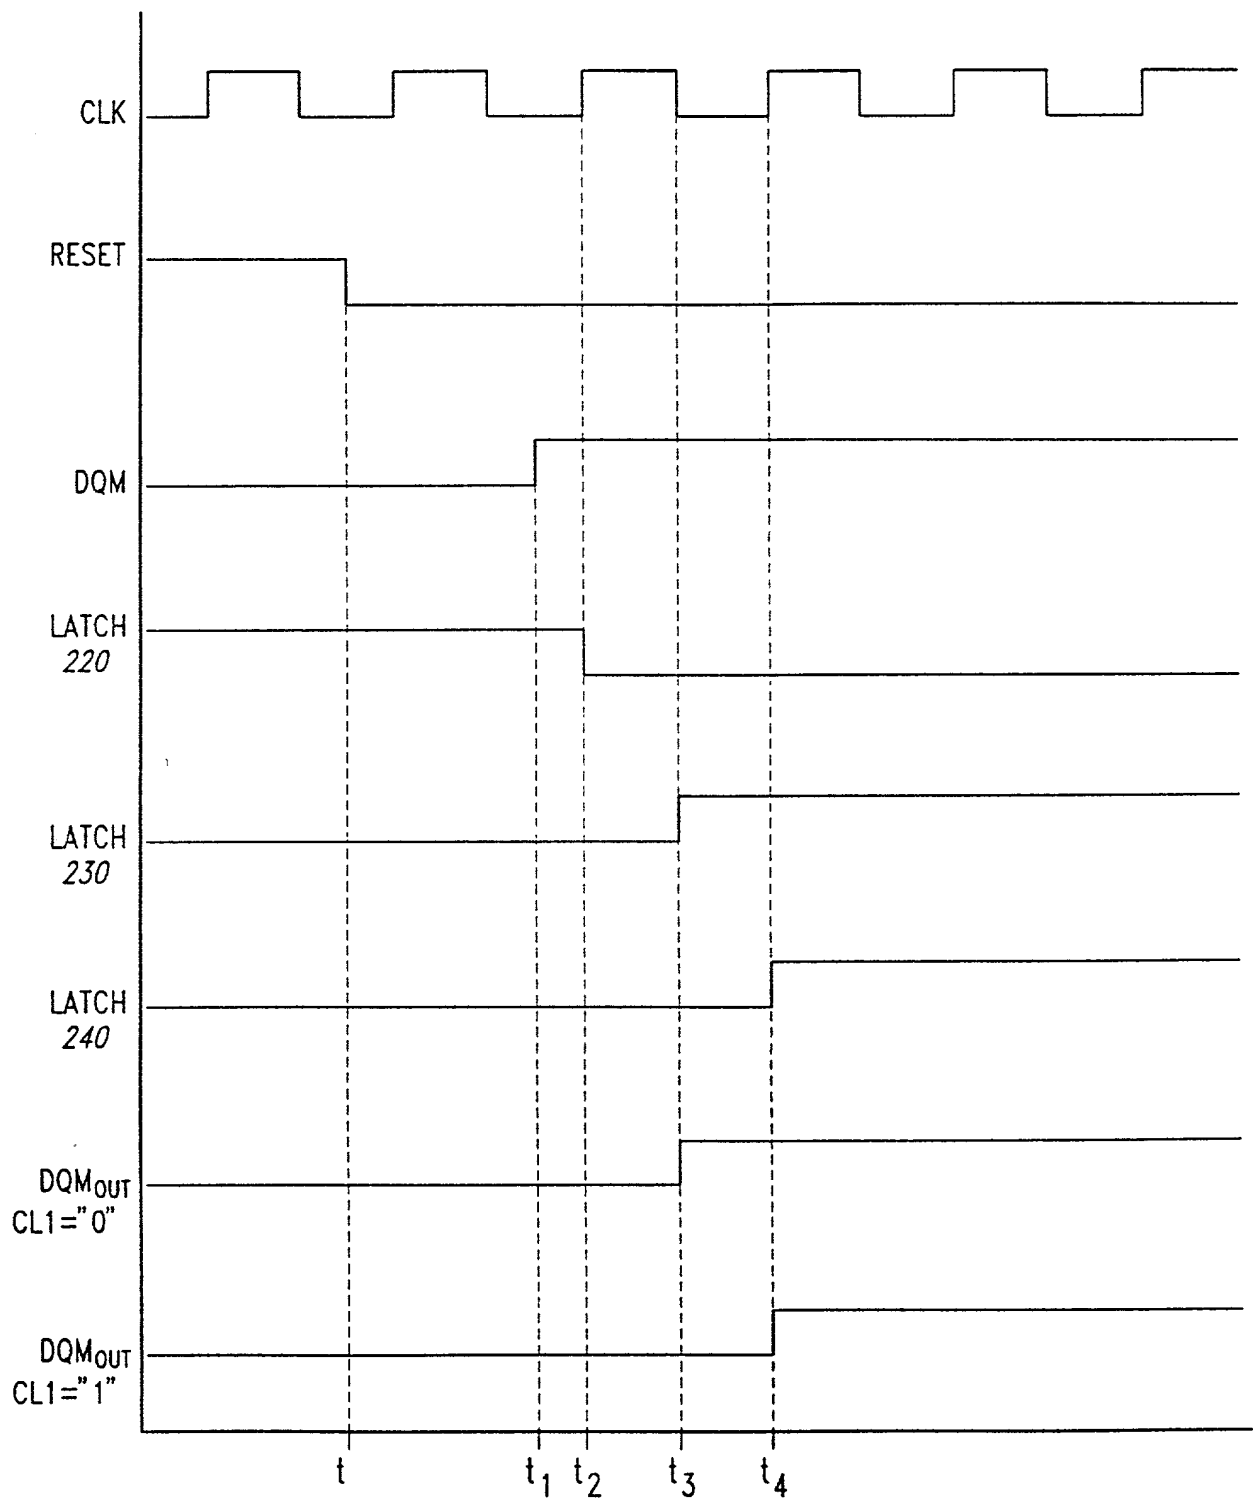 CLK
RESET
DQM
LATCH
220
LATCH
230
LATCH
240
DQMOUT
CL1="0"
DQMOUT
CL1="1"
t t1 t2 t3 t4